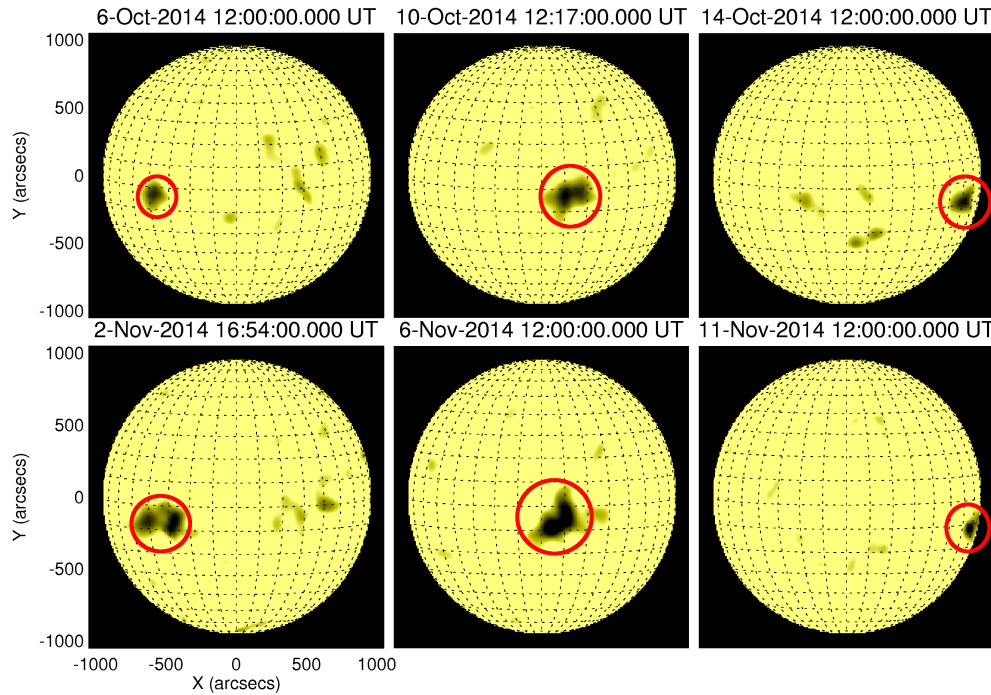 6-Oct-2014 12:00:00.000 UT
10-Oct-2014 12:17:00.000 UT
14-Oct-2014 12:00:00.000 UT
1000
500
0
-500
-1000
Y (arcsecs)
2-Nov-2014 16:54:00.000 UT
6-Nov-2014 12:00:00.000 UT
11-Nov-2014 12:00:00.000 UT
1000
500
0
-500
-1000
Y (arcsecs)
-1000 -500 0 500 1000
X (arcsecs)